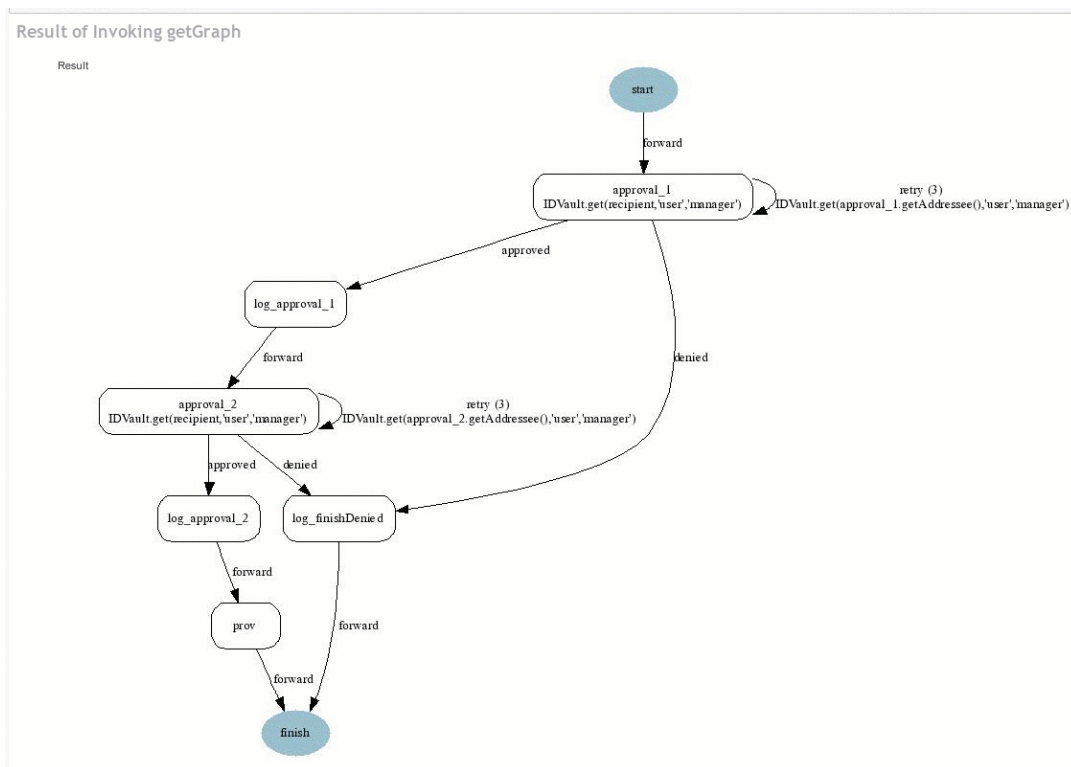 Result of Invoking getGraph
Result
start
forward
approval_1
IDVault.get(recipient,'user','manager')
retry (3)
IDVault.get(approval_1.getAddressee(),'user','manager')
approved
log_approval_1
forward
denied
approval_2
IDVault.get(recipient,'user','manager')
retry (3)
IDVault.get(approval_2.getAddressee(),'user','manager')
approved
denied
log_approval_2
log_finishDenied
forward
prov
forward
forward
finish